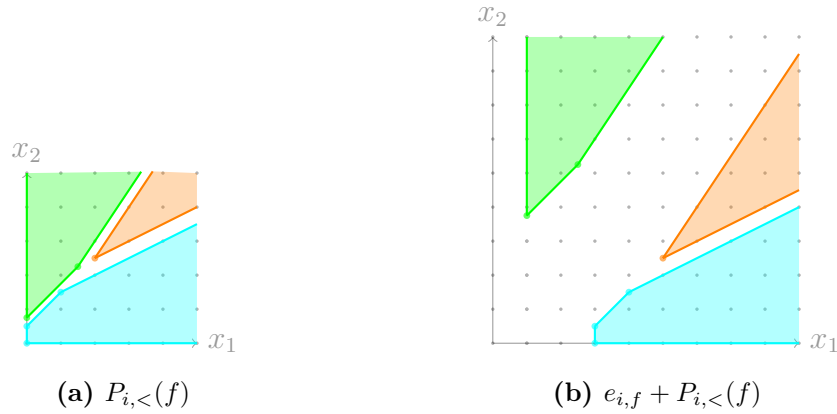 x₂
x₁
(a) P_{i,<}(f)
x₂
x₁
(b) e_{i,f} + P_{i,<}(f)